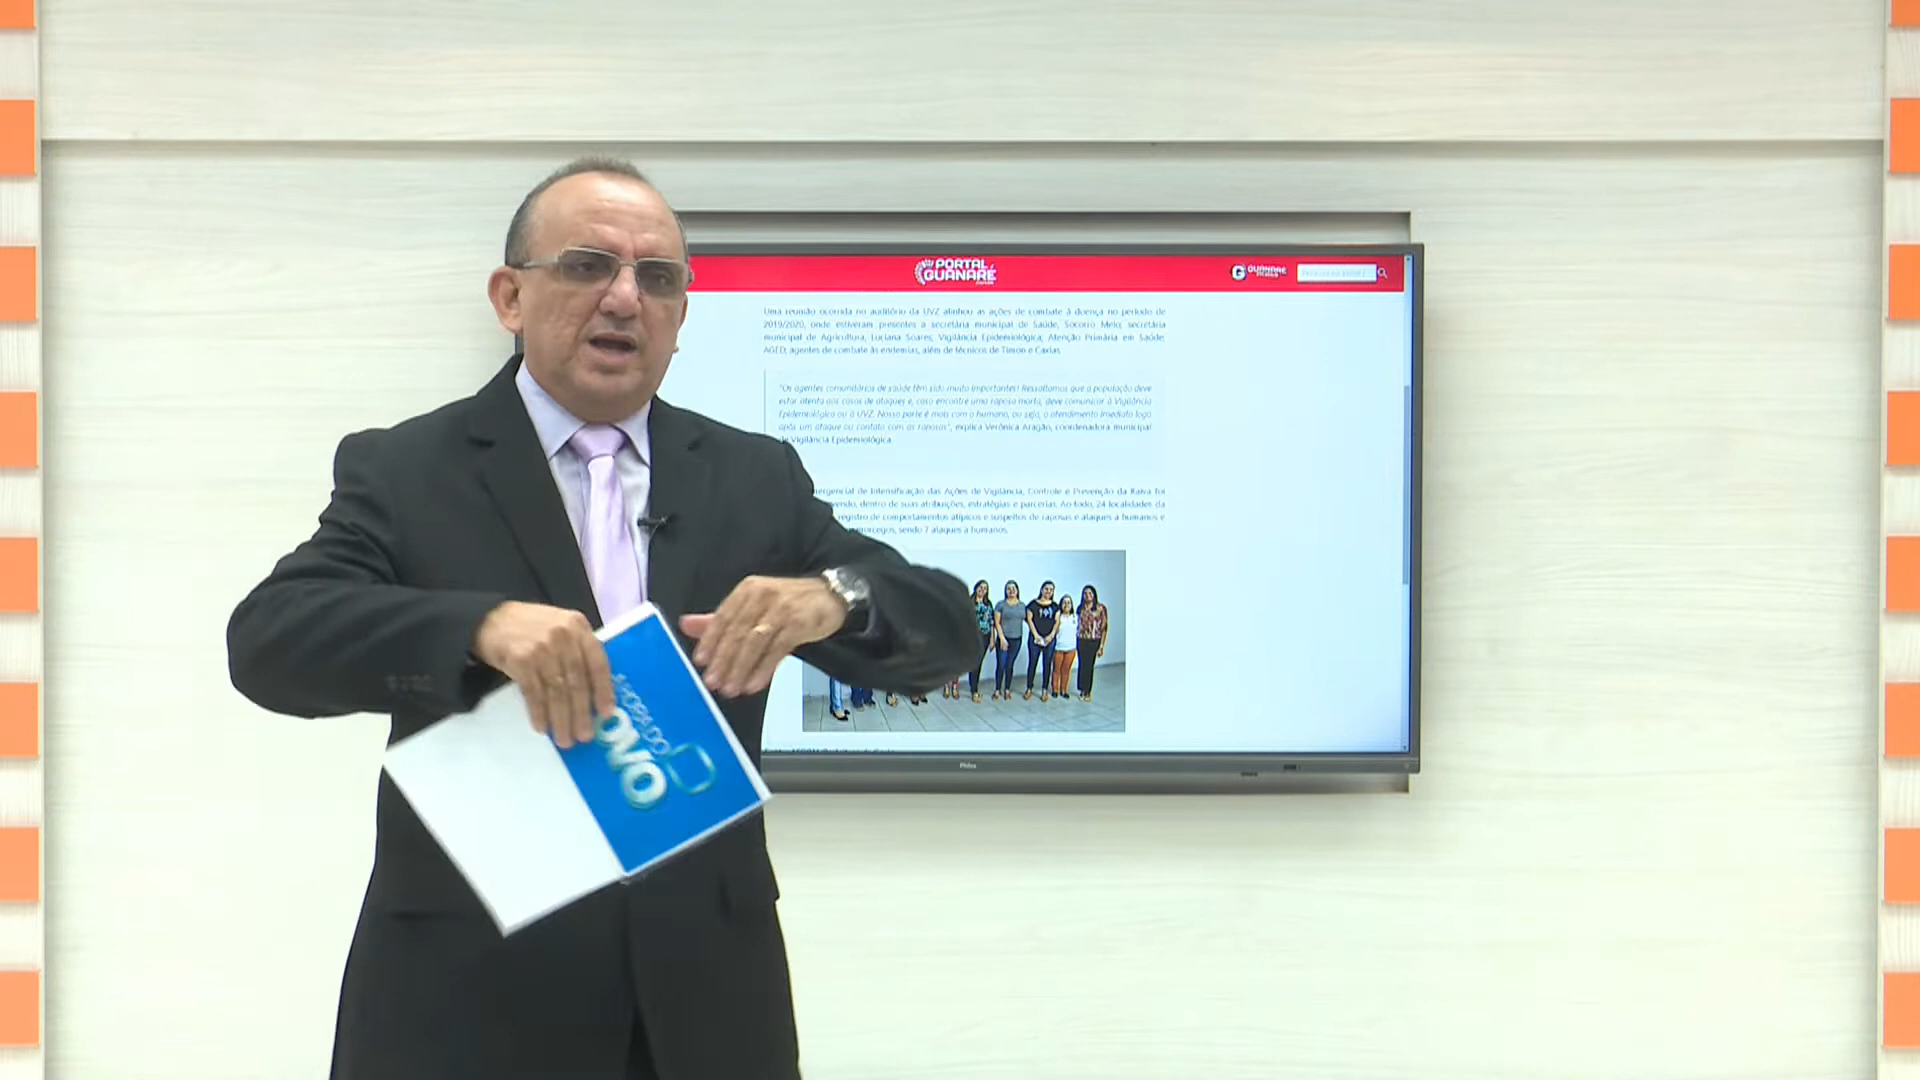 PORTAL
GUANARÉ
GUANARÉ
Uma reunião ocorrida no auditório da UVZ alinhou as ações de combate à doença no período de
2019/2020, onde estiveram presentes a secretária municipal de Saúde, Socorro Melo; secretária
municipal de Agricultura, Luciana Soares; Vigilância Epidemiológica; Atenção Primária em Saúde;
AGED; agentes de combate às endemias, além de técnicos de Timon e Caxias.
"Os agentes comunitários de saúde têm sido muito importantes! Ressaltamos que a população deve
estar atenta aos casos de ataques e, caso encontre uma raposa morta, deve comunicar à Vigilância
Epidemiológica ou à UVZ. Nossa parte é mais com o humano, ou seja, o atendimento imediato logo
após um ataque ou contato com as raposas", explica Verônica Aragão, coordenadora municipal
de Vigilância Epidemiológica.
mergencial de Intensificação das Ações de Vigilância, Controle e Prevenção da Raiva foi
vendo, dentro de suas atribuições, estratégias e parcerias. Ao todo, 24 localidades da
registro de comportamentos atípicos e suspeitos de raposas e ataques a humanos e
morcegos, sendo 7 ataques a humanos.
A HORA DO
OVO
Philco